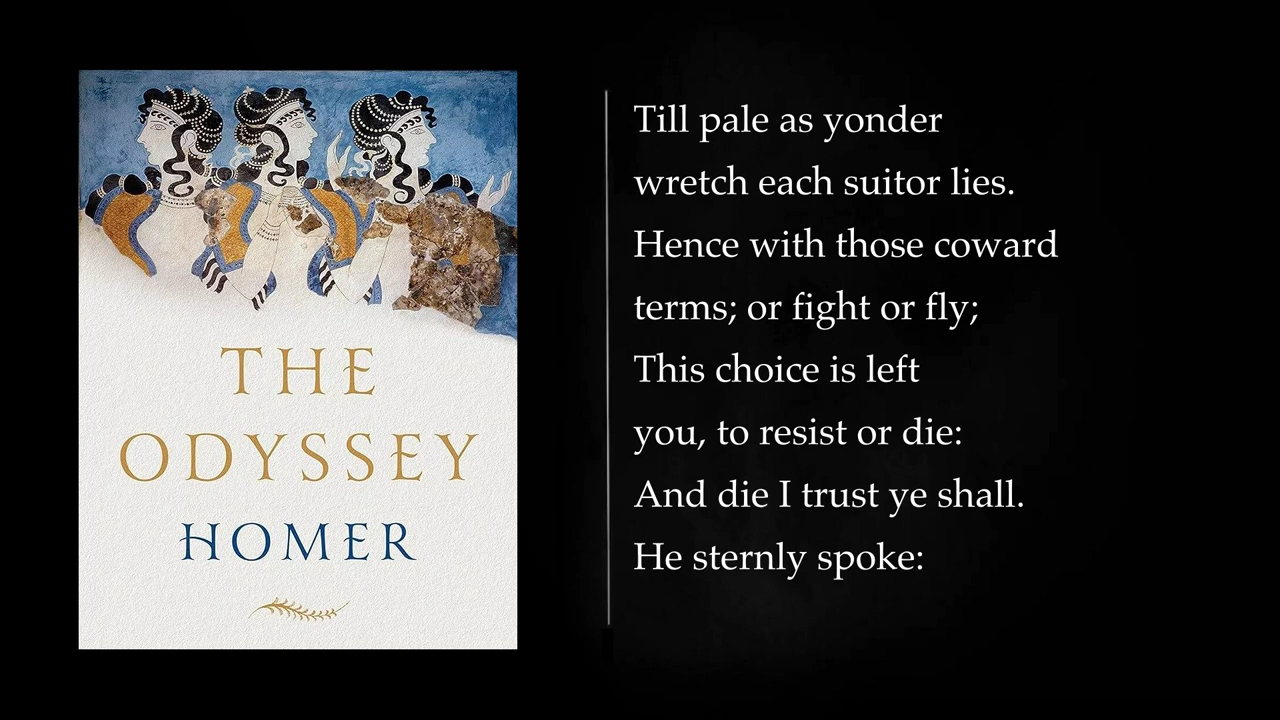 THE
ODYSSEY
HOMER
Till pale as yonder
wretch each suitor lies.
Hence with those coward
terms; or fight or fly;
This choice is left
you, to resist or die:
And die I trust ye shall.
He sternly spoke: